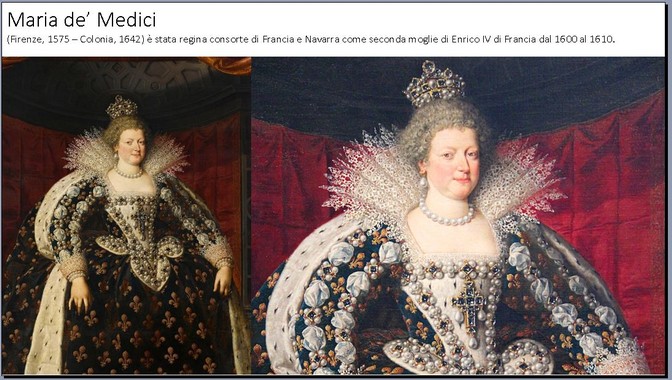 Maria de’ Medici
(Firenze, 1575 – Colonia, 1642) è stata regina consorte di Francia e Navarra come seconda moglie di Enrico IV di Francia dal 1600 al 1610.